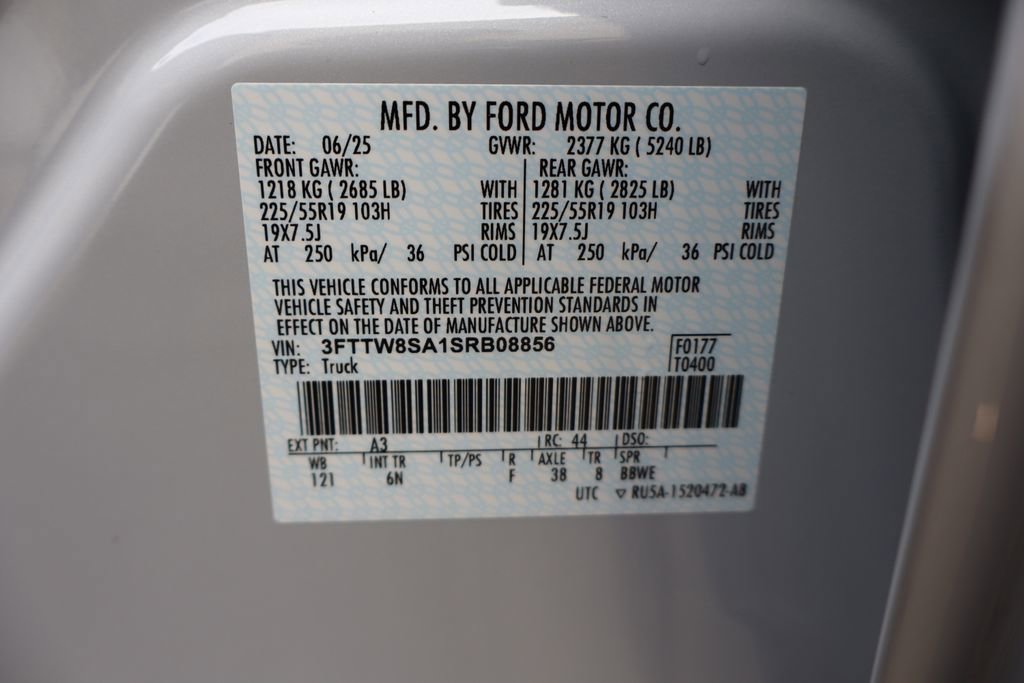 MFD. BY FORD MOTOR CO.
DATE: 06/25 GVWR: 2377 KG ( 5240 LB)
FRONT GAWR: REAR GAWR:
1218 KG ( 2685 LB) WITH 1281 KG ( 2825 LB) WITH
225/55R19 103H TIRES 225/55R19 103H TIRES
19X7.5J RIMS 19X7.5J RIMS
AT 250 kPa/ 36 PSI COLD AT 250 kPa/ 36 PSI COLD
THIS VEHICLE CONFORMS TO ALL APPLICABLE FEDERAL MOTOR
VEHICLE SAFETY AND THEFT PREVENTION STANDARDS IN
EFFECT ON THE DATE OF MANUFACTURE SHOWN ABOVE.
VIN: 3FTTW8SA1SRB08856 F0177
TYPE: Truck T0400
EXT PNT: A3 RC: 44 DSO:
WB INT TR TP/PS R AXLE TR SPR
121 6N F 38 8 BBWE
UTC ▽ RU5A-1520472-AB